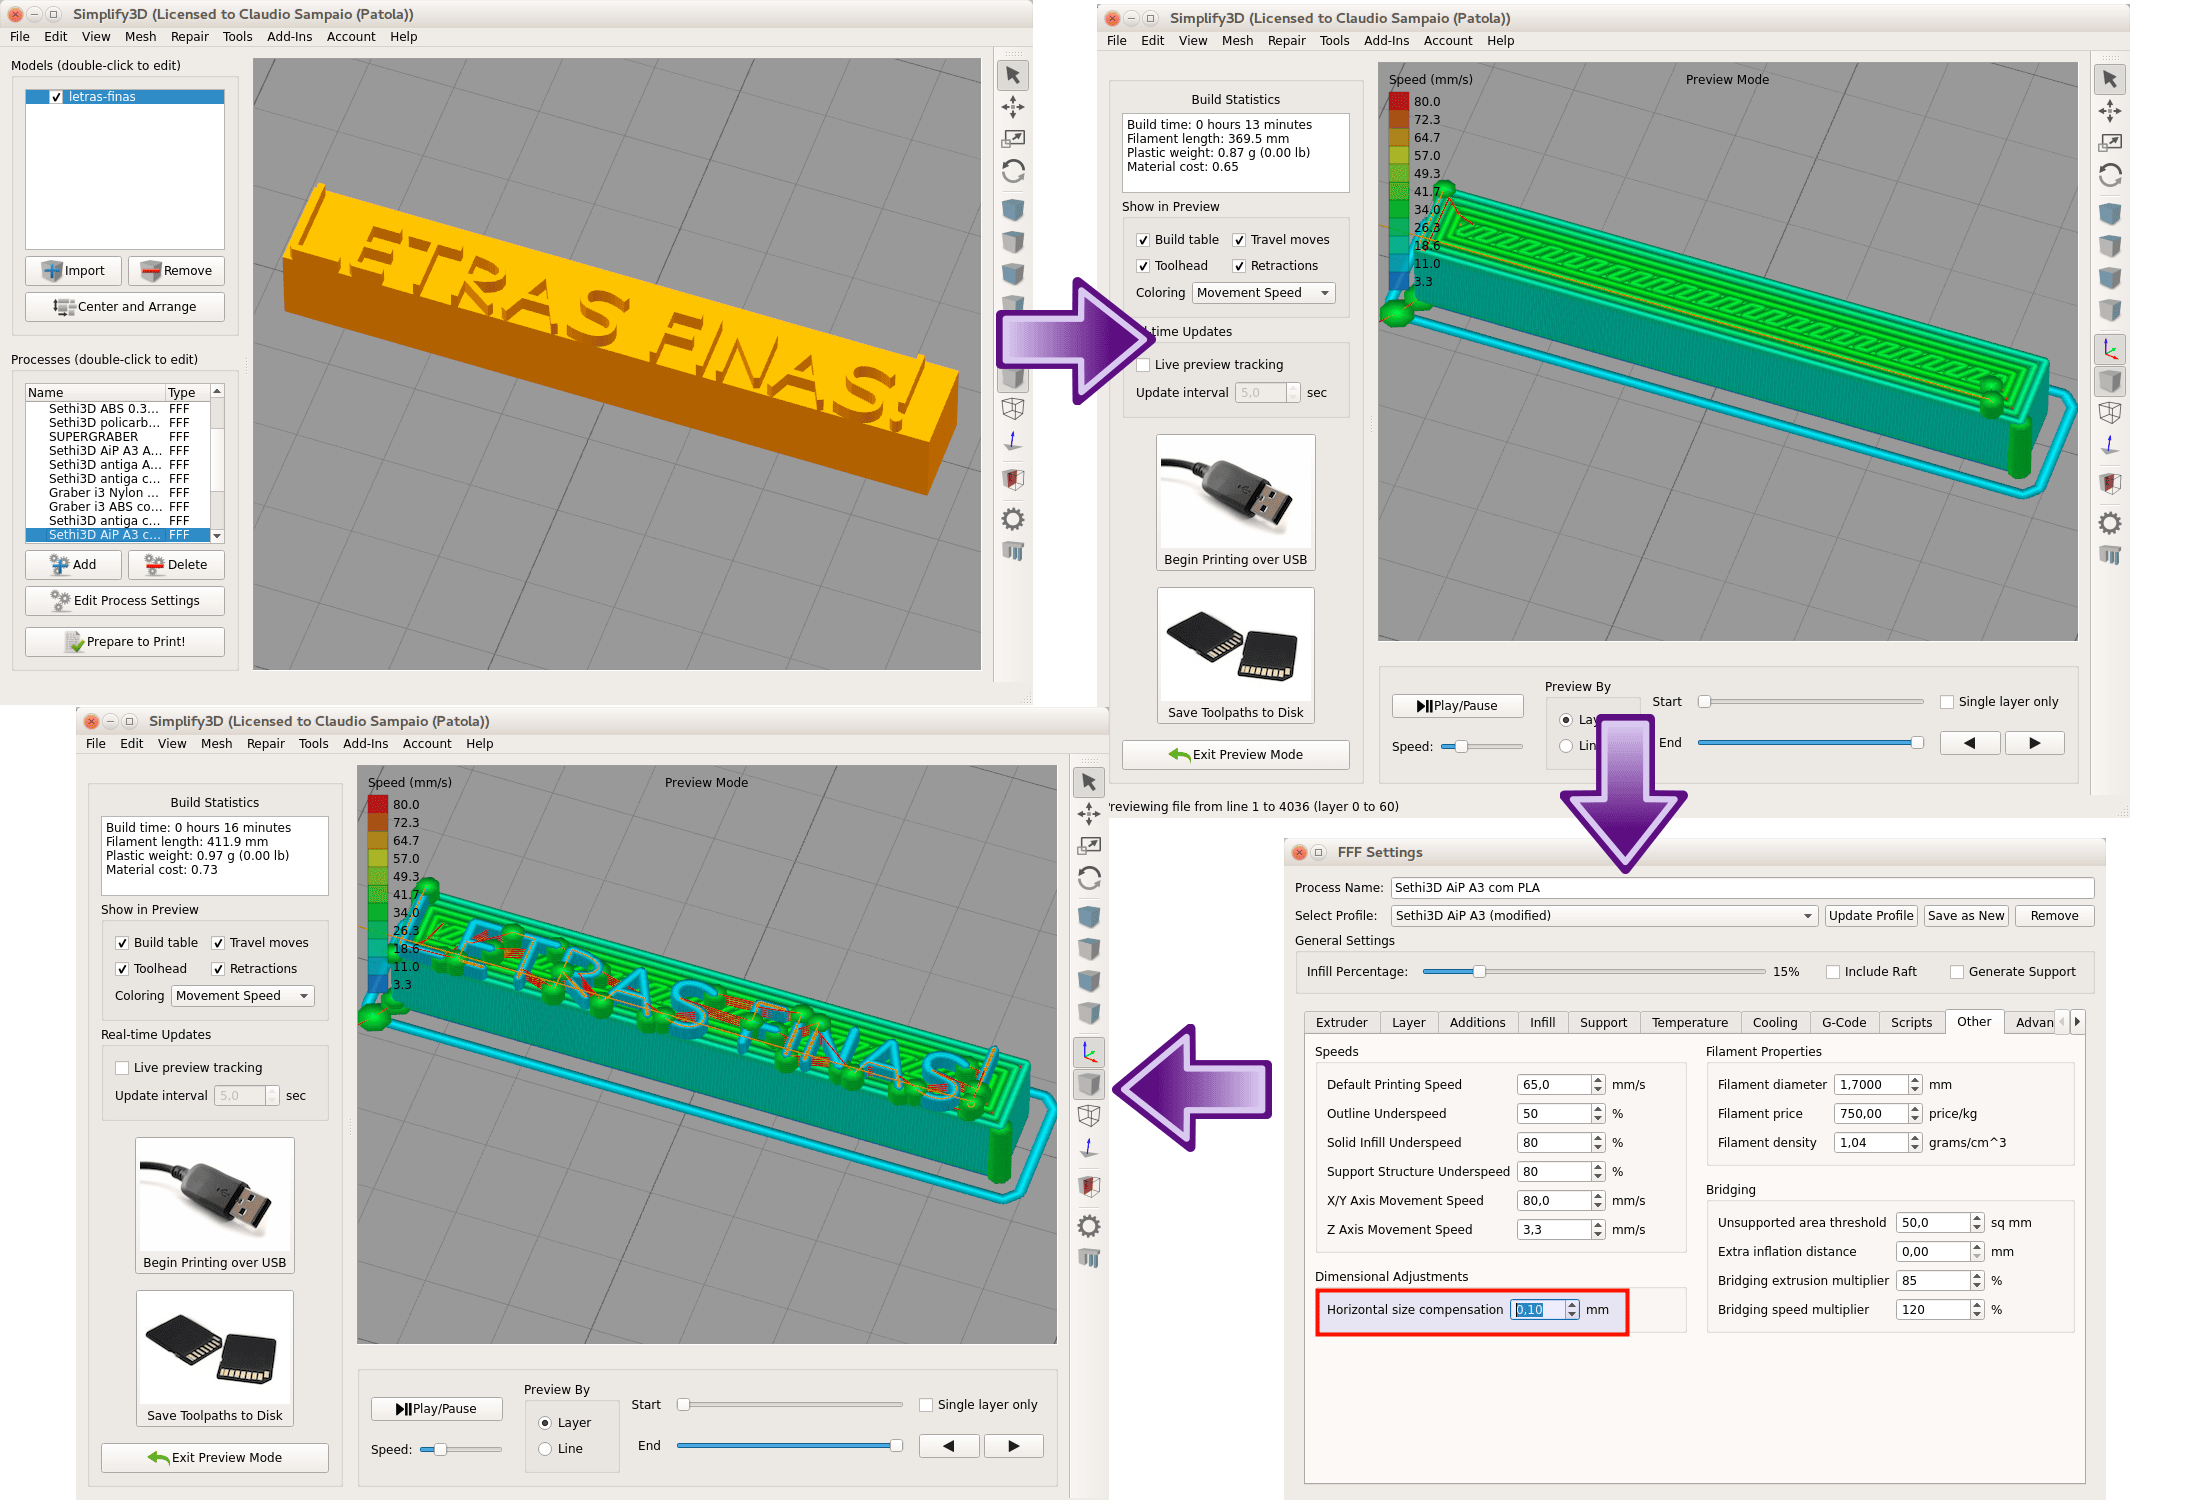 Simplify3D (Licensed to Claudio Sampaio (Patola))
File Edit View Mesh Repair Tools Add-Ins Account Help
Models (double-click to edit)
letras-finas
Import Remove
Center and Arrange
Processes (double-click to edit)
Name Type
Sethi3D ABS 0.3... FFF
Sethi3D policarb... FFF
SUPERGRABER FFF
Sethi3D AiP A3 A... FFF
Sethi3D antiga A... FFF
Sethi3D antiga c... FFF
Graber i3 Nylon ... FFF
Graber i3 ABS co... FFF
Sethi3D antiga c... FFF
Sethi3D AiP A3 c... FFF
Add Delete
Edit Process Settings
Prepare to Print!
LETRAS FINAS!
Simplify3D (Licensed to Claudio Sampaio (Patola))
File Edit View Mesh Repair Tools Add-Ins Account Help
Build Statistics
Build time: 0 hours 13 minutes
Filament length: 369.5 mm
Plastic weight: 0.87 g (0.00 lb)
Material cost: 0.65
Show in Preview
Build table Travel moves
Toolhead Retractions
Coloring Movement Speed
-time Updates
Live preview tracking
Update interval 5,0 sec
Begin Printing over USB
Save Toolpaths to Disk
Exit Preview Mode
Speed (mm/s)
Preview Mode
80.0
72.3
64.7
57.0
49.3
41.7
34.0
26.3
18.6
11.0
3.3
Play/Pause
Speed:
Preview By
Lay
Lin
Start
End
Single layer only
reviewing file from line 1 to 4036 (layer 0 to 60)
FFF Settings
Process Name: Sethi3D AiP A3 com PLA
Select Profile: Sethi3D AiP A3 (modified) Update Profile Save as New Remove
General Settings
Infill Percentage: 15% Include Raft Generate Support
Extruder Layer Additions Infill Support Temperature Cooling G-Code Scripts Other Advan
Speeds
Default Printing Speed 65,0 mm/s
Outline Underspeed 50 %
Solid Infill Underspeed 80 %
Support Structure Underspeed 80 %
X/Y Axis Movement Speed 80,0 mm/s
Z Axis Movement Speed 3,3 mm/s
Dimensional Adjustments
Horizontal size compensation 0,10 mm
Filament Properties
Filament diameter 1,7000 mm
Filament price 750,00 price/kg
Filament density 1,04 grams/cm^3
Bridging
Unsupported area threshold 50,0 sq mm
Extra inflation distance 0,00 mm
Bridging extrusion multiplier 85 %
Bridging speed multiplier 120 %
Simplify3D (Licensed to Claudio Sampaio (Patola))
File Edit View Mesh Repair Tools Add-Ins Account Help
Build Statistics
Build time: 0 hours 16 minutes
Filament length: 411.9 mm
Plastic weight: 0.97 g (0.00 lb)
Material cost: 0.73
Show in Preview
Build table Travel moves
Toolhead Retractions
Coloring Movement Speed
Real-time Updates
Live preview tracking
Update interval 5,0 sec
Begin Printing over USB
Save Toolpaths to Disk
Exit Preview Mode
Speed (mm/s)
Preview Mode
80.0
72.3
64.7
57.0
49.3
41.7
34.0
26.3
18.6
11.0
3.3
LETRAS FINAS!
Play/Pause
Speed:
Preview By
Layer
Line
Start
End
Single layer only